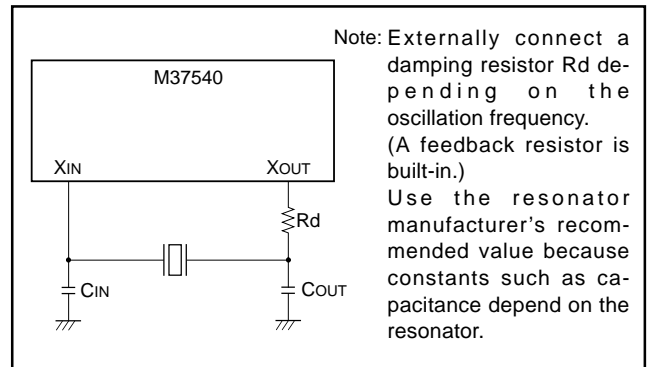 M37540
XIN
XOUT
Rd
CIN
COUT
Note: Externally connect a
damping resistor Rd de-
pending on the
oscillation frequency.
(A feedback resistor is
built-in.)
Use the resonator
manufacturer's recom-
mended value because
constants such as ca-
pacitance depend on the
resonator.